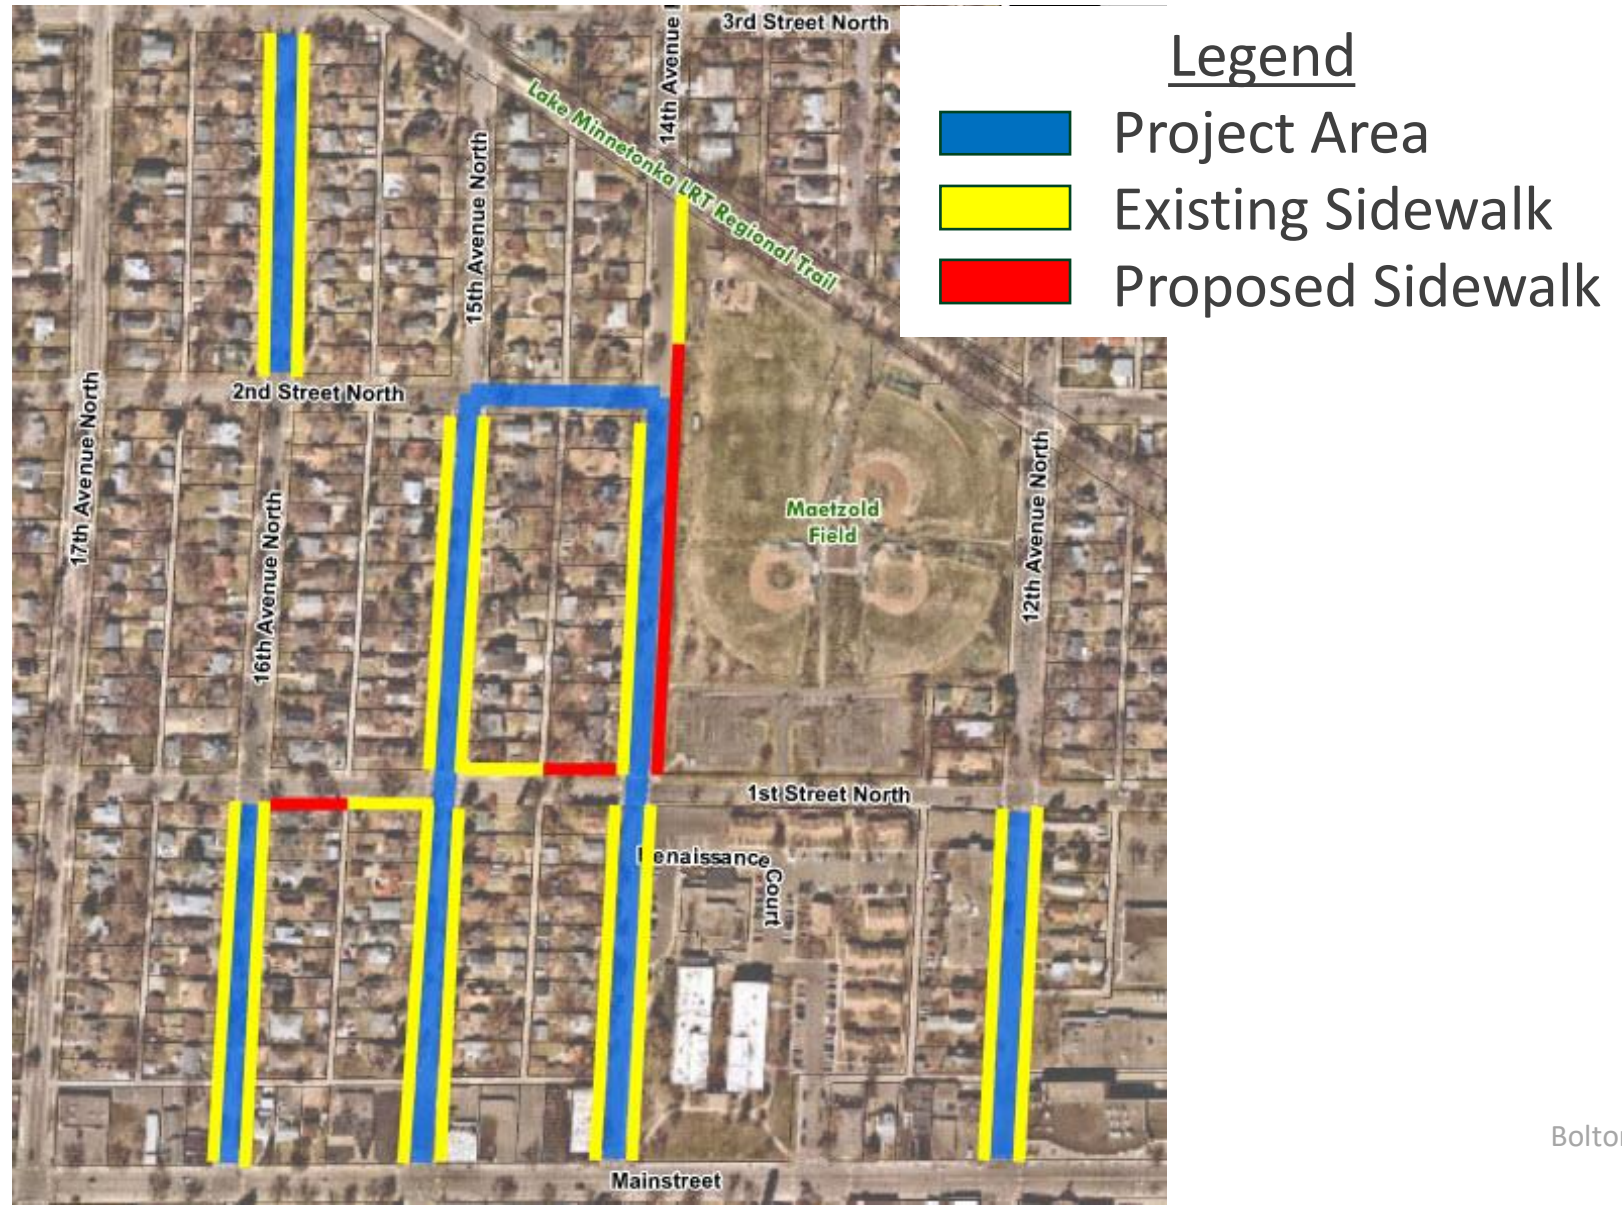 3rd Street North
Legend
Project Area
Existing Sidewalk
Proposed Sidewalk
14th Avenue
Lake Minnetonka LRT Regional Trail
15th Avenue North
2nd Street North
17th Avenue North
16th Avenue North
Maetzold
Field
12th Avenue North
1st Street North
Renaissance
Court
Mainstreet